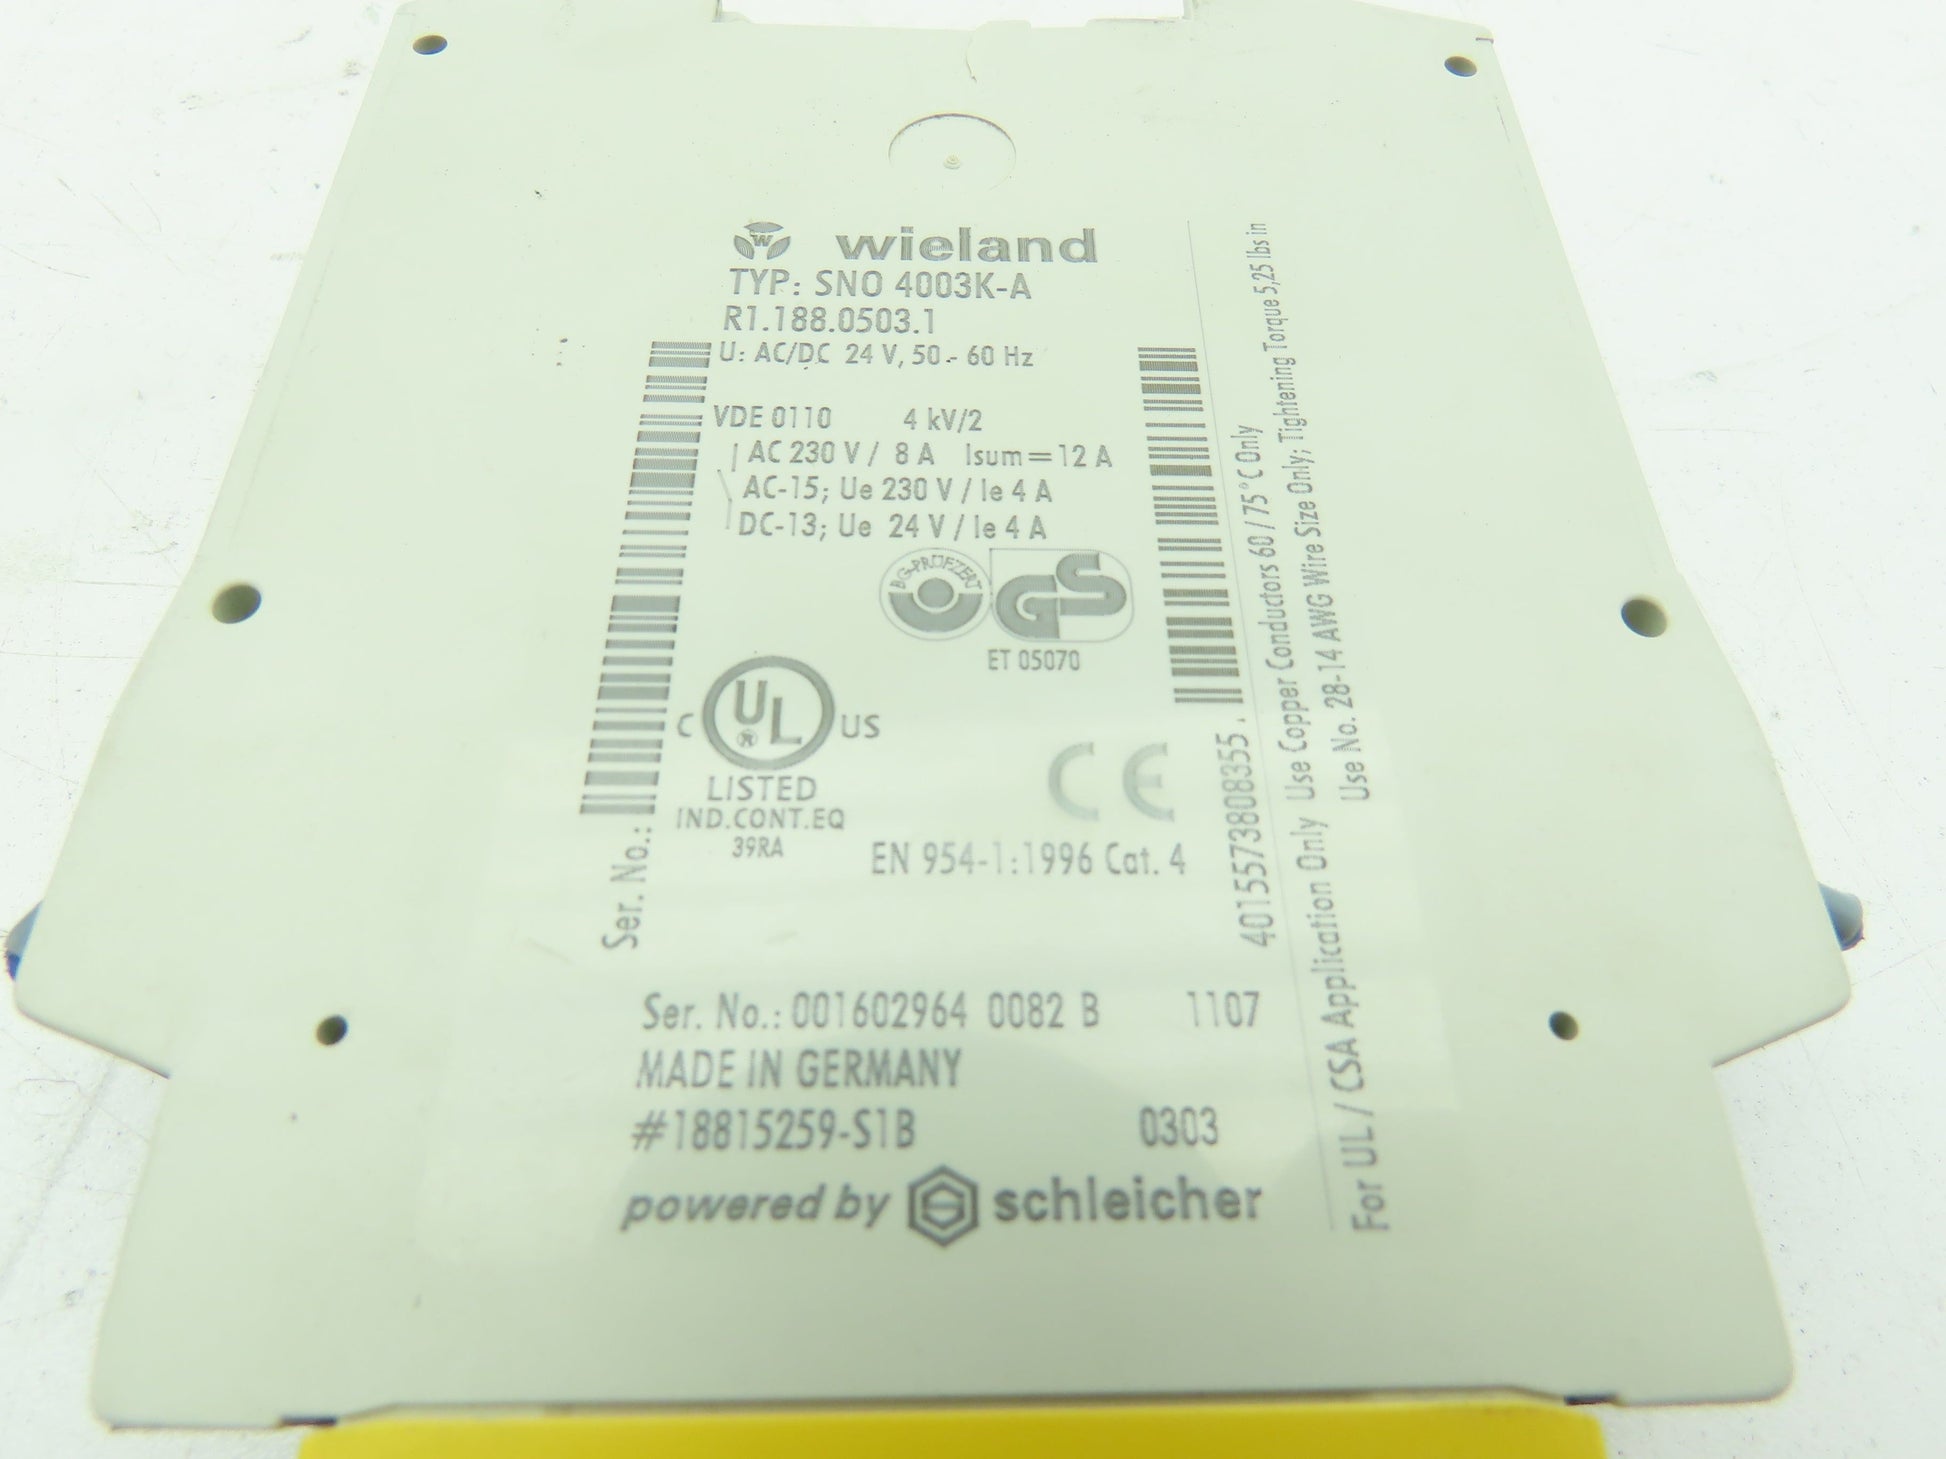 W wieland
TYP: SNO 4003K-A
R1.188.0503.1
U: AC/DC 24 V, 50 - 60 Hz
VDE 0110 4 kV/2
AC 230 V / 8 A Isum = 12 A
AC-15; Ue 230 V / Ie 4 A
DC-13; Ue 24 V / Ie 4 A
BG-PRÜFZERT GS
ET 05070
C UL ® US
LISTED
IND.CONT.EQ
39RA
CE
EN 954-1:1996 Cat. 4
Ser. No.:
4015573808355
Ser. No.: 001602964 0082 B 1107
MADE IN GERMANY
#18815259-S1B 0303
powered by S schleicher
For UL / CSA Application Only Use Copper Conductors 60 / 75°C Only
Use No. 28-14 AWG Wire Size Only; Tightening Torque 5,25 lbs in